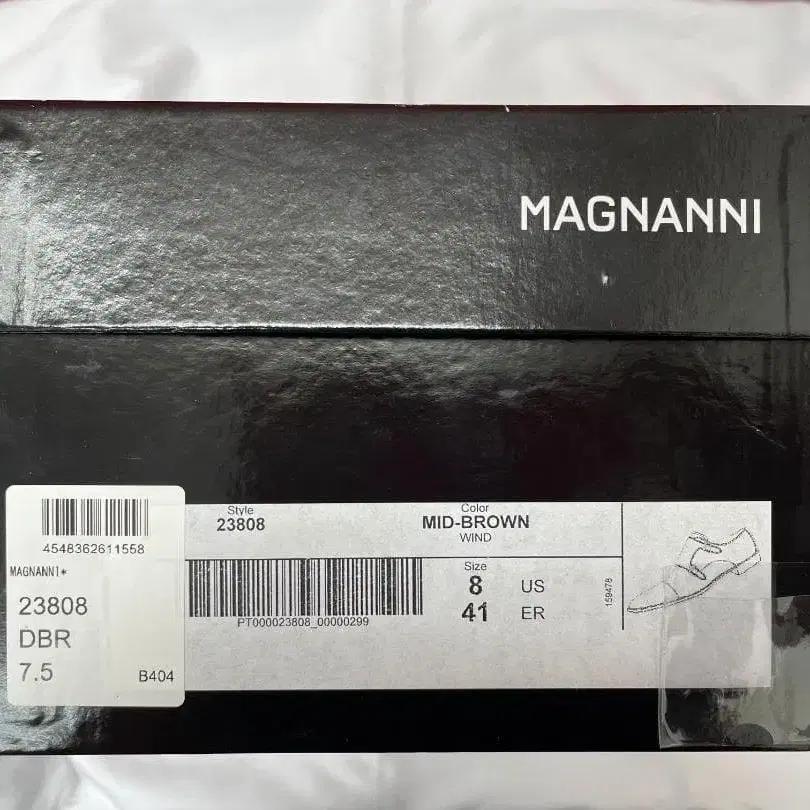 MAGNANNI
4548362611558
MAGNANNI*
23808
DBR
7.5
B404
Style
23808
Color
MID-BROWN
WIND
PT000023808_00000299
Size
8 US
41 ER
159478